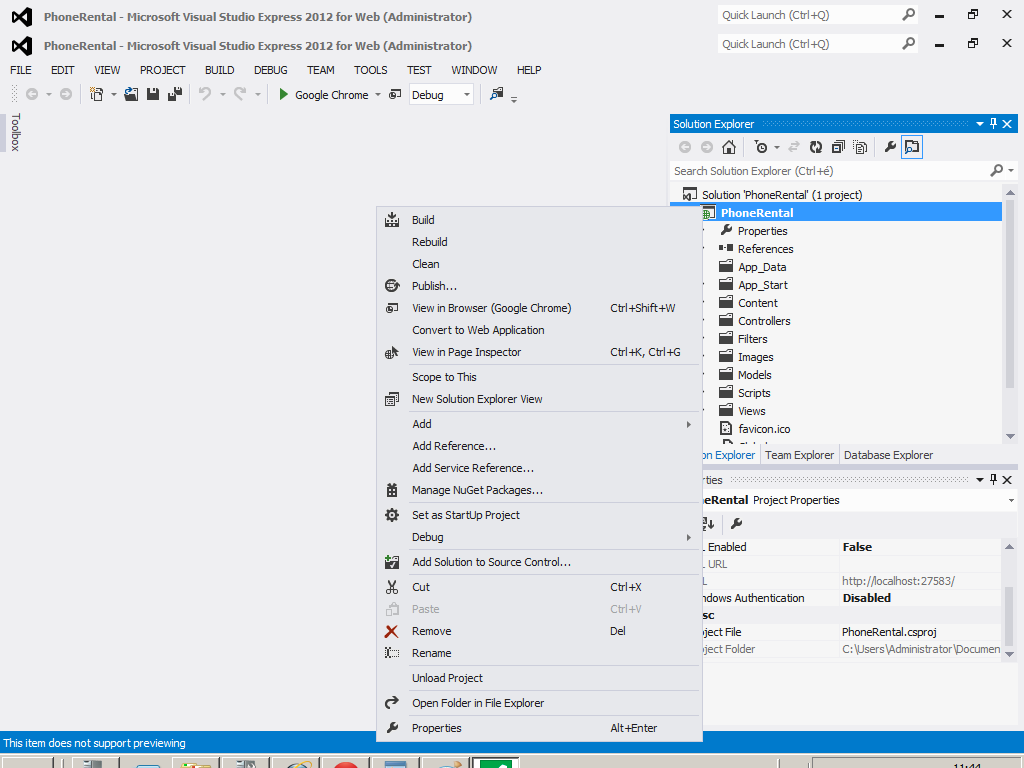 PhoneRental - Microsoft Visual Studio Express 2012 for Web (Administrator) Quick Launch (Ctrl+Q)
PhoneRental - Microsoft Visual Studio Express 2012 for Web (Administrator) Quick Launch (Ctrl+Q)
FILE EDIT VIEW PROJECT BUILD DEBUG TEAM TOOLS TEST WINDOW HELP
Google Chrome Debug
Toolbox
Solution Explorer
Search Solution Explorer (Ctrl+é)
Solution 'PhoneRental' (1 project)
PhoneRental
Properties
References
App_Data
App_Start
Content
Controllers
Filters
Images
Models
Scripts
Views
favicon.ico
on Explorer Team Explorer Database Explorer
Build
Rebuild
Clean
Publish...
View in Browser (Google Chrome) Ctrl+Shift+W
Convert to Web Application
View in Page Inspector Ctrl+K, Ctrl+G
Scope to This
New Solution Explorer View
Add
Add Reference...
Add Service Reference...
Manage NuGet Packages...
Set as StartUp Project
Debug
Add Solution to Source Control...
Cut Ctrl+X
Paste Ctrl+V
Remove Del
Rename
Unload Project
Open Folder in File Explorer
Properties Alt+Enter
rties
neRental Project Properties
L Enabled False
L URL
L http://localhost:27583/
ndows Authentication Disabled
sc
ject File PhoneRental.csproj
ject Folder C:\Users\Administrator\Documen
This item does not support previewing
11:44